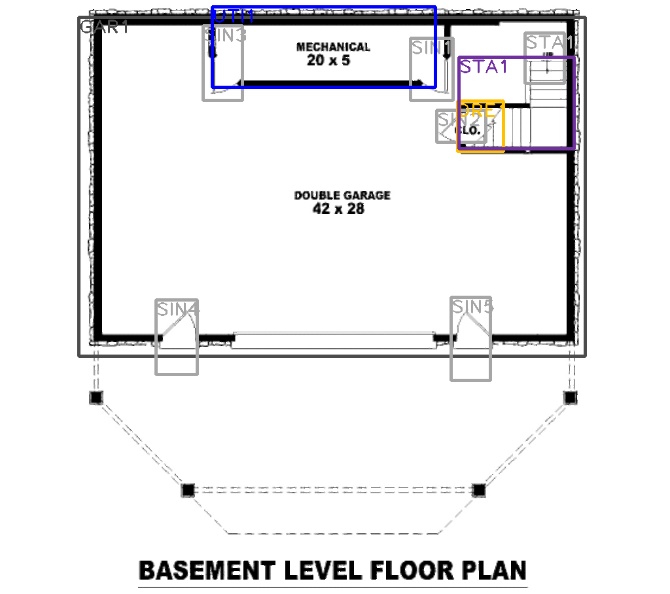 GAR1
UTI1
SIN3
MECHANICAL
20 x 5
SIN1
STA1
STA1
SIN2
CLO.
DOUBLE GARAGE
42 x 28
SIN4
SIN5
BASEMENT LEVEL FLOOR PLAN